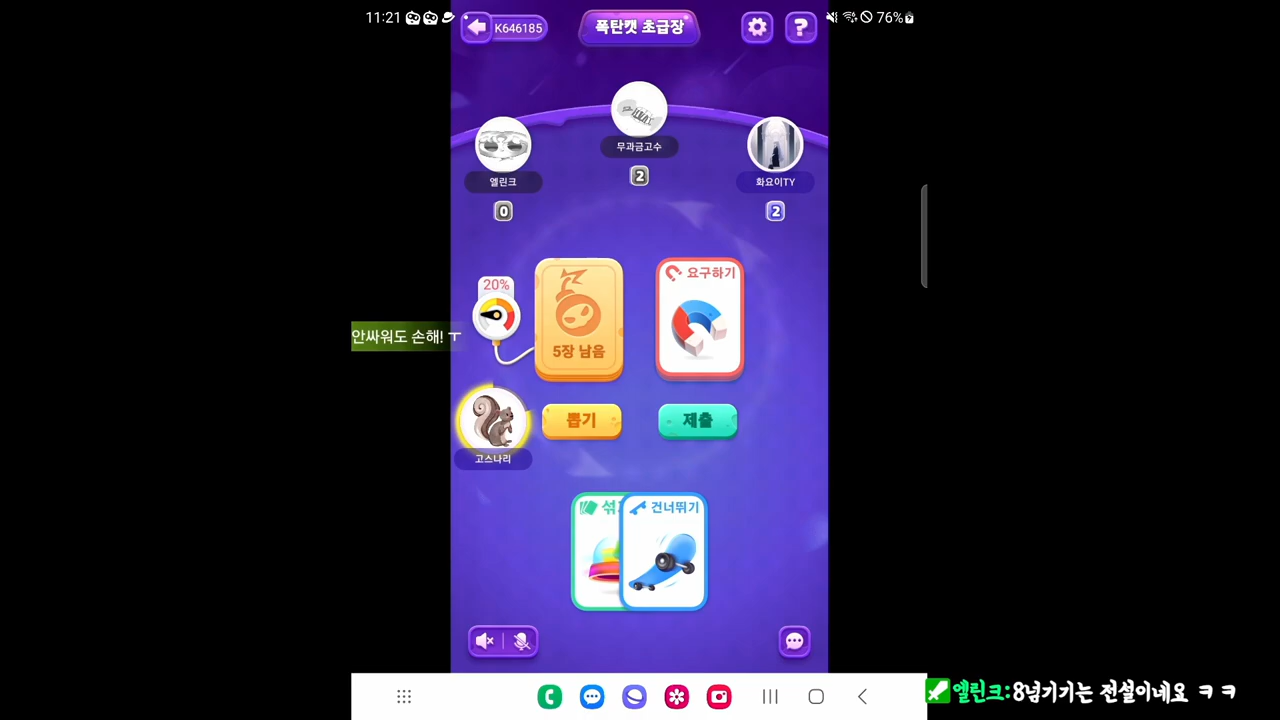 11:21
76%
K646185
폭탄캣 초급장
?
무과금고수
2
엘린크
0
화요이TY
2
20%
5장 남음
요구하기
안싸워도 손해! ㅜ
뽑기
제출
고스나리
섞
건너뛰기
엘린크:8넘기기는 전설이네요 ㅋㅋ